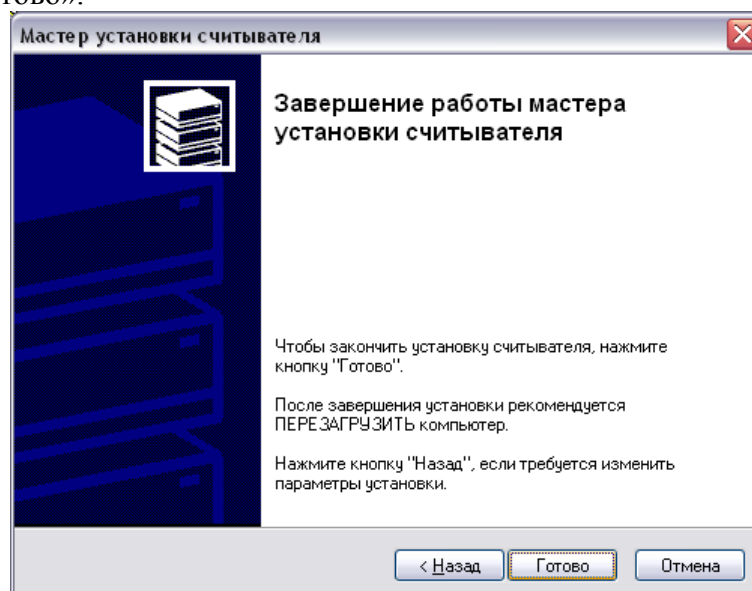 тово».
Мастер установки считывателя
Завершение работы мастера
установки считывателя
Чтобы закончить установку считывателя, нажмите
кнопку "Готово".
После завершения установки рекомендуется
ПЕРЕЗАГРУЗИТЬ компьютер.
Нажмите кнопку "Назад", если требуется изменить
параметры установки.
< Назад
Готово
Отмена